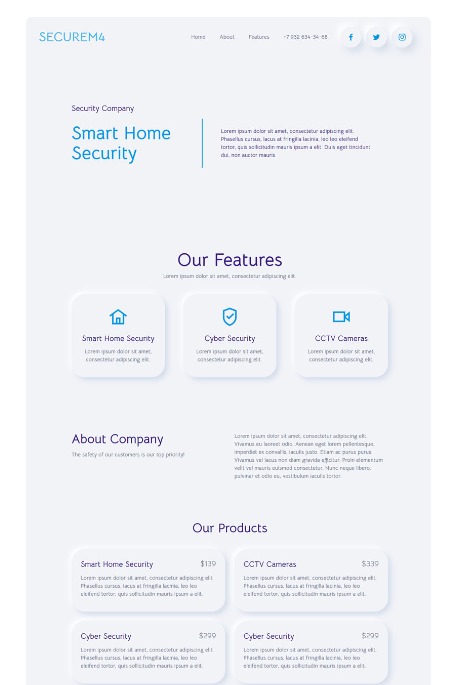 SECUREM4
Home About Features +7 932 634-34-68
Security Company
Smart Home
Security
Lorem ipsum dolor sit amet, consectetur adipiscing elit.
Phasellus cursus, lacus at fringilla lacinia, leo leo eleifend
tortor, quis sollicitudin mauris ipsum a elit. Duis eget tincidunt
dui, non auctor mauris.
Our Features
Lorem ipsum dolor sit amet, consectetur adipiscing elit.
Smart Home Security
Lorem ipsum dolor sit amet,
consectetur adipiscing elit.
Cyber Security
Lorem ipsum dolor sit amet,
consectetur adipiscing elit.
CCTV Cameras
Lorem ipsum dolor sit amet,
consectetur adipiscing elit.
About Company
The safety of our customers is our top priority!
Lorem ipsum dolor sit amet, consectetur adipiscing elit.
Vivamus eu laoreet odio. Aenean eget lorem pellentesque,
imperdiet ex convallis, iaculis justo. Etiam ac purus purus.
Vivamus vel lacus non diam gravida efficitur. Proin elementum
velit vel mauris euismod consectetur. Nunc neque libero,
pulvinar et odio eu, vestibulum iaculis tortor.
Our Products
Smart Home Security $139
Lorem ipsum dolor sit amet, consectetur adipiscing elit.
Phasellus cursus, lacus at fringilla lacinia, leo leo
eleifend tortor, quis sollicitudin mauris ipsum a elit.
CCTV Cameras $339
Lorem ipsum dolor sit amet, consectetur adipiscing elit.
Phasellus cursus, lacus at fringilla lacinia, leo leo
eleifend tortor, quis sollicitudin mauris ipsum a elit.
Cyber Security $299
Lorem ipsum dolor sit amet, consectetur adipiscing elit.
Phasellus cursus, lacus at fringilla lacinia, leo leo
eleifend tortor, quis sollicitudin mauris ipsum a elit.
Cyber Security $299
Lorem ipsum dolor sit amet, consectetur adipiscing elit.
Phasellus cursus, lacus at fringilla lacinia, leo leo
eleifend tortor, quis sollicitudin mauris ipsum a elit.